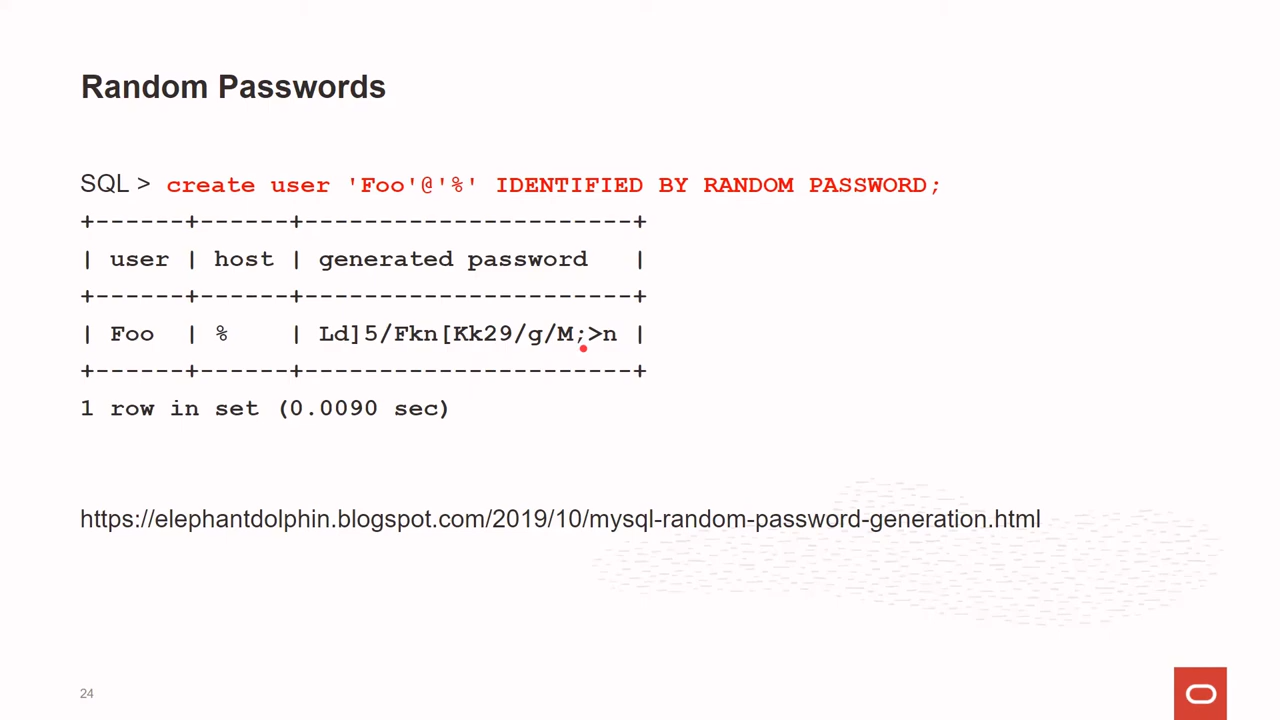 Random Passwords
SQL > create user 'Foo'@'%' IDENTIFIED BY RANDOM PASSWORD;
+------+------+-----------------------+
| user | host | generated password    |
+------+------+-----------------------+
| Foo  | %    | Ld]5/Fkn[Kk29/g/M;>n |
+------+------+-----------------------+
1 row in set (0.0090 sec)
https://elephantdolphin.blogspot.com/2019/10/mysql-random-password-generation.html
24